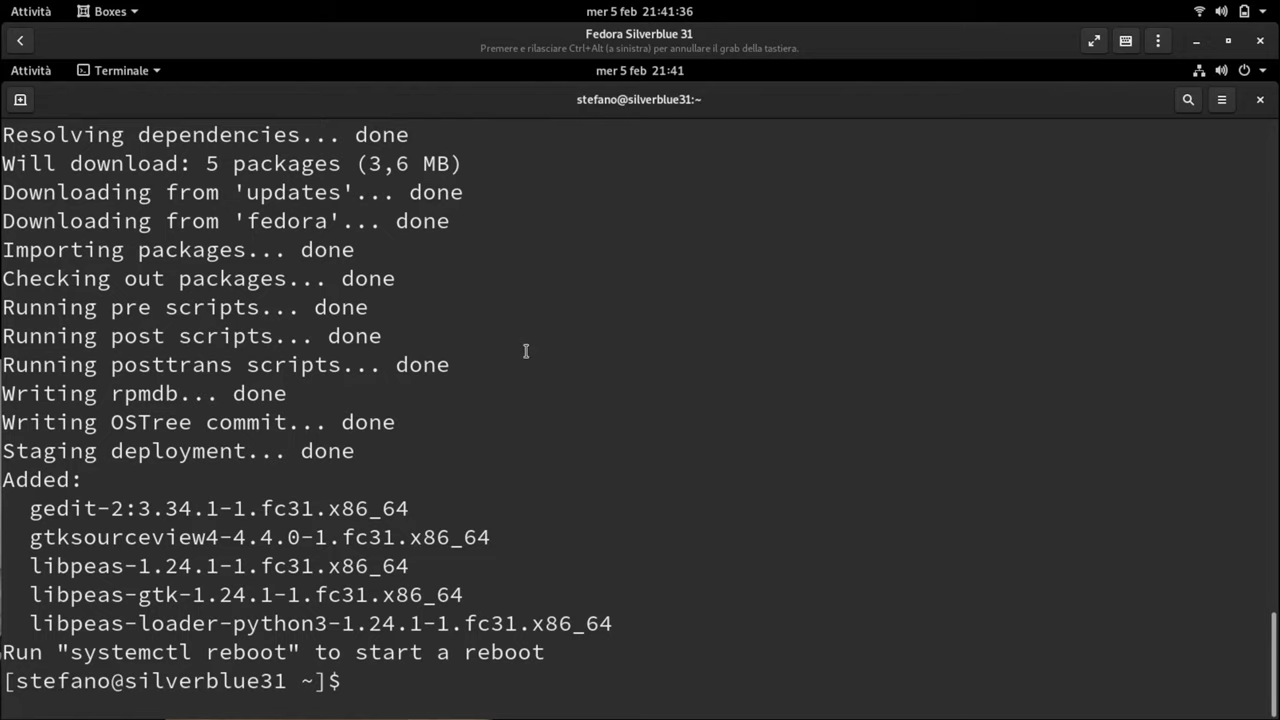 Attività Boxes mer 5 feb 21:41:36
Fedora Silverblue 31
Premere e rilasciare Ctrl+Alt (a sinistra) per annullare il grab della tastiera.
Attività Terminale mer 5 feb 21:41
stefano@silverblue31:~
Resolving dependencies... done
Will download: 5 packages (3,6 MB)
Downloading from 'updates'... done
Downloading from 'fedora'... done
Importing packages... done
Checking out packages... done
Running pre scripts... done
Running post scripts... done
Running posttrans scripts... done
Writing rpmdb... done
Writing OSTree commit... done
Staging deployment... done
Added:
  gedit-2:3.34.1-1.fc31.x86_64
  gtksourceview4-4.4.0-1.fc31.x86_64
  libpeas-1.24.1-1.fc31.x86_64
  libpeas-gtk-1.24.1-1.fc31.x86_64
  libpeas-loader-python3-1.24.1-1.fc31.x86_64
Run "systemctl reboot" to start a reboot
[stefano@silverblue31 ~]$